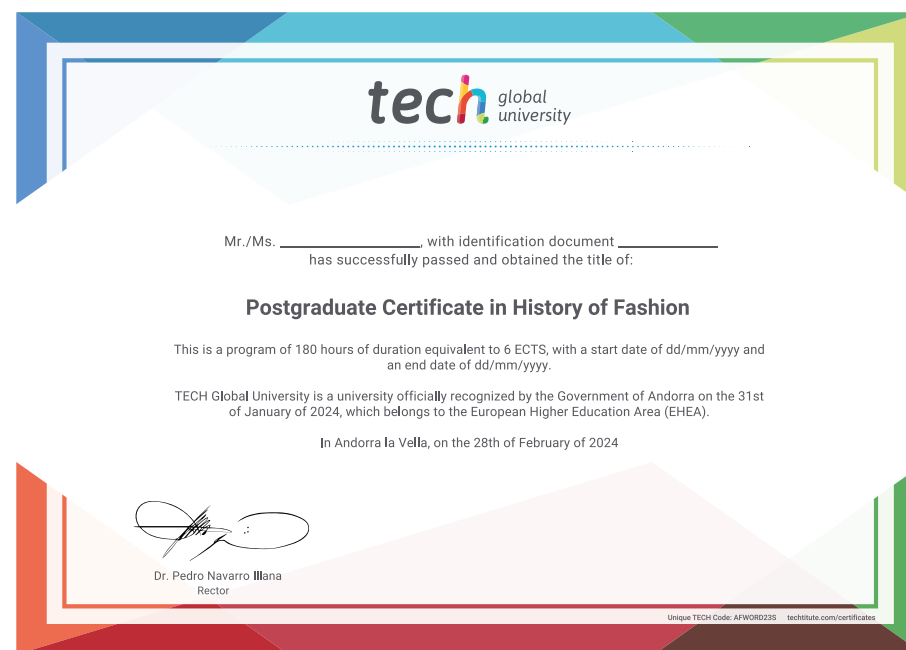 tech global university
Mr./Ms. ____________________, with identification document ______________
has successfully passed and obtained the title of:
Postgraduate Certificate in History of Fashion
This is a program of 180 hours of duration equivalent to 6 ECTS, with a start date of dd/mm/yyyy and
an end date of dd/mm/yyyy.
TECH Global University is a university officially recognized by the Government of Andorra on the 31st
of January of 2024, which belongs to the European Higher Education Area (EHEA).
In Andorra la Vella, on the 28th of February of 2024
Dr. Pedro Navarro Illana
Rector
Unique TECH Code: AFWORD23S techtitute.com/certificates